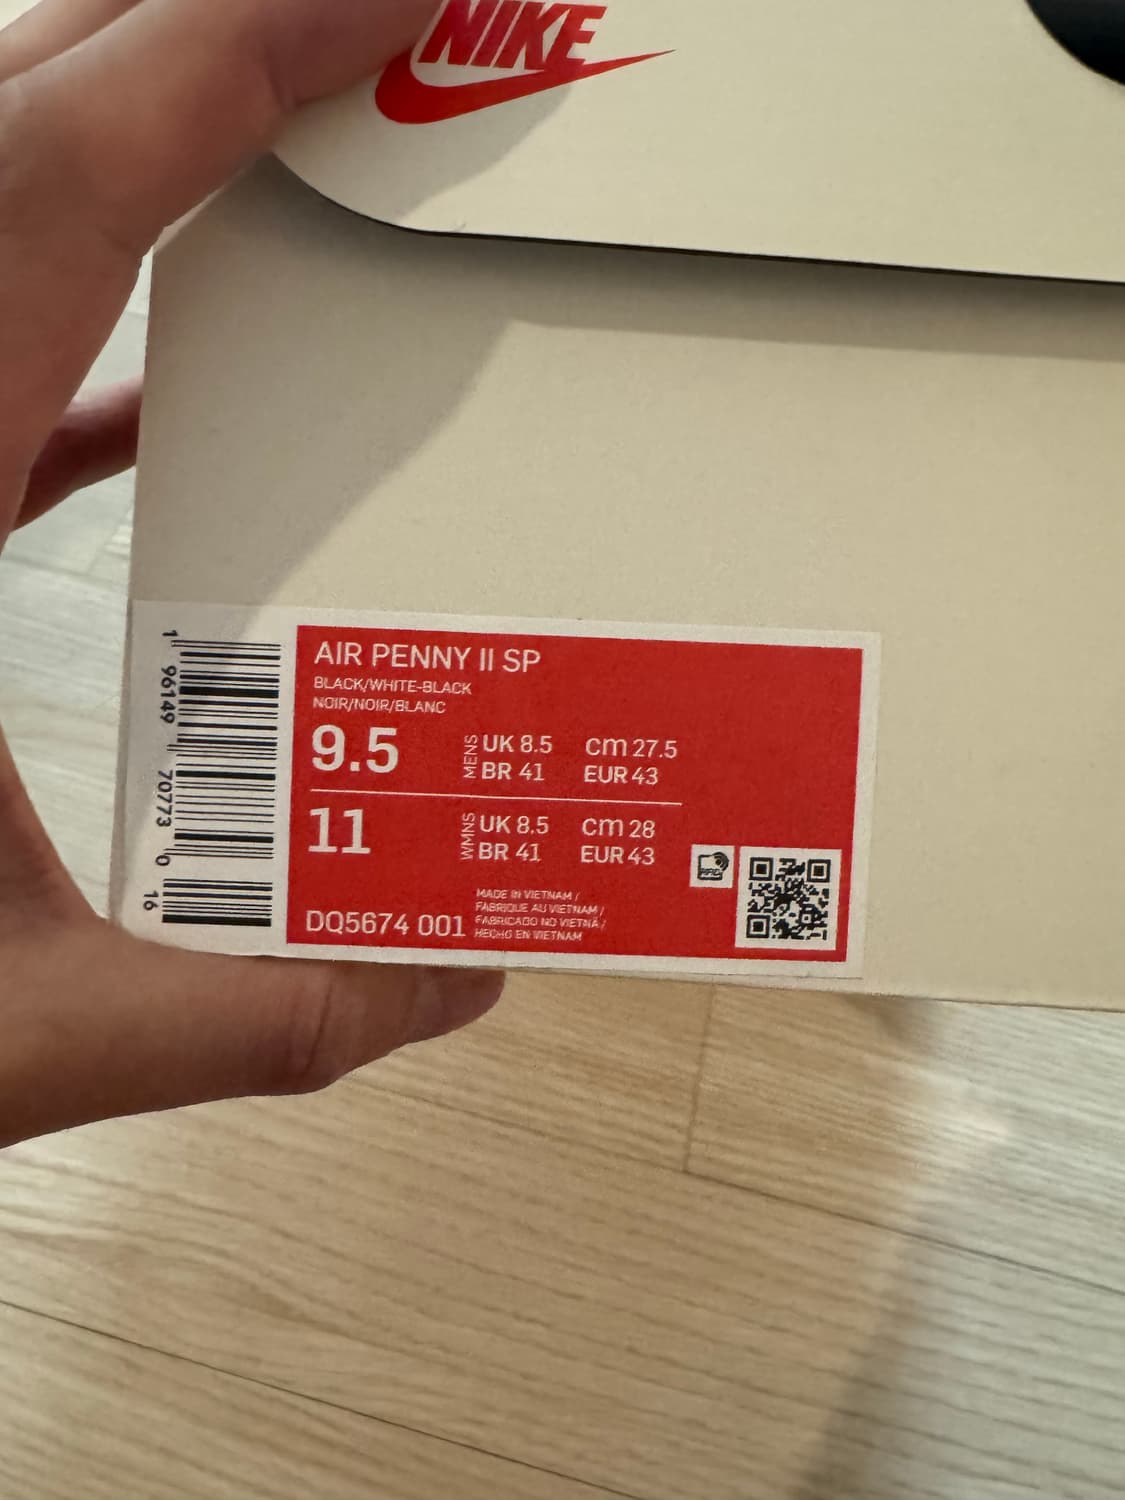 NIKE
AIR PENNY II SP
BLACK/WHITE-BLACK
NOIR/NOIR/BLANC
9.5 MENS UK 8.5 cm 27.5
BR 41 EUR 43
11 WMNS UK 8.5 cm 28
BR 41 EUR 43
MADE IN VIETNAM /
FABRIQUE AU VIETNAM /
FABRICADO NO VIETNÃ /
HECHO EN VIETNAM
DQ5674 001
RFID
1 96149 70773 0 16